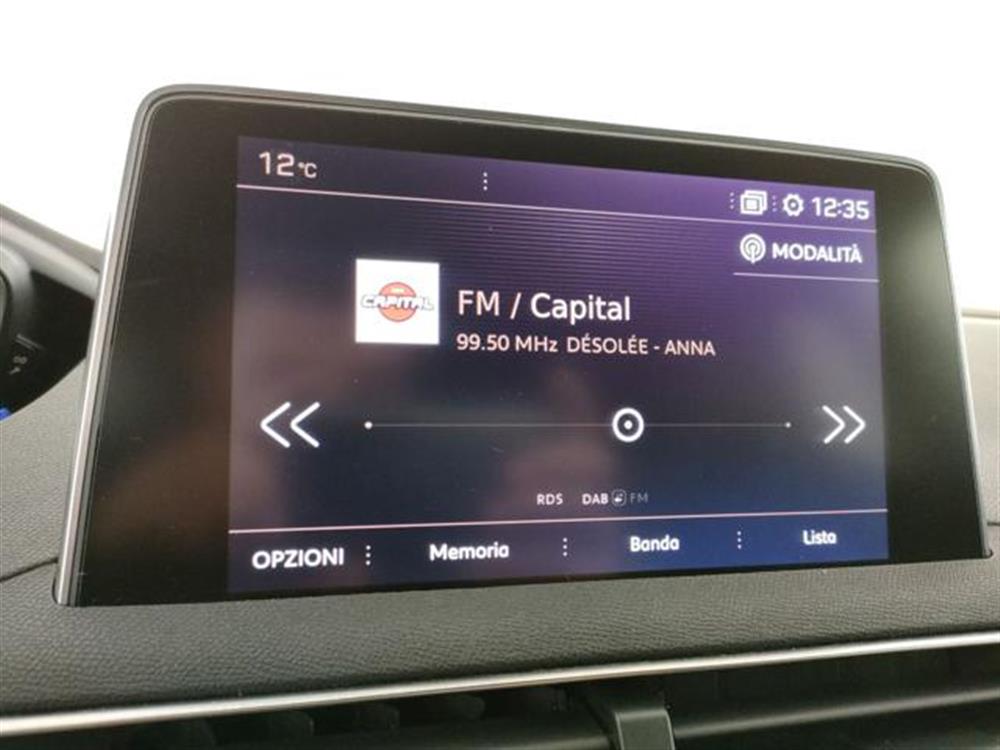 12°C
12:35
MODALITÀ
CAPITAL
FM / Capital
99.50 MHz DÉSOLÉE - ANNA
RDS DAB FM
OPZIONI Memoria Banda Lista